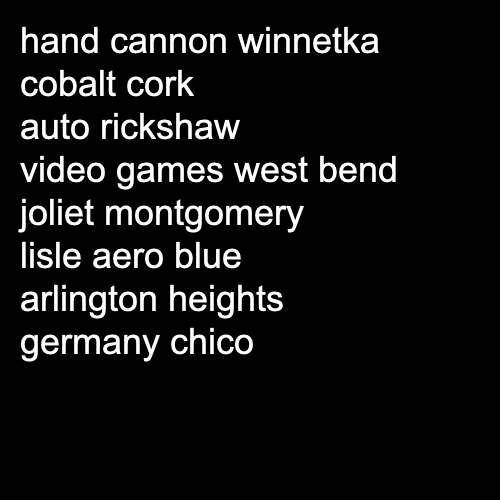 hand cannon winnetka
cobalt cork
auto rickshaw
video games west bend
joliet montgomery
lisle aero blue
arlington heights
germany chico